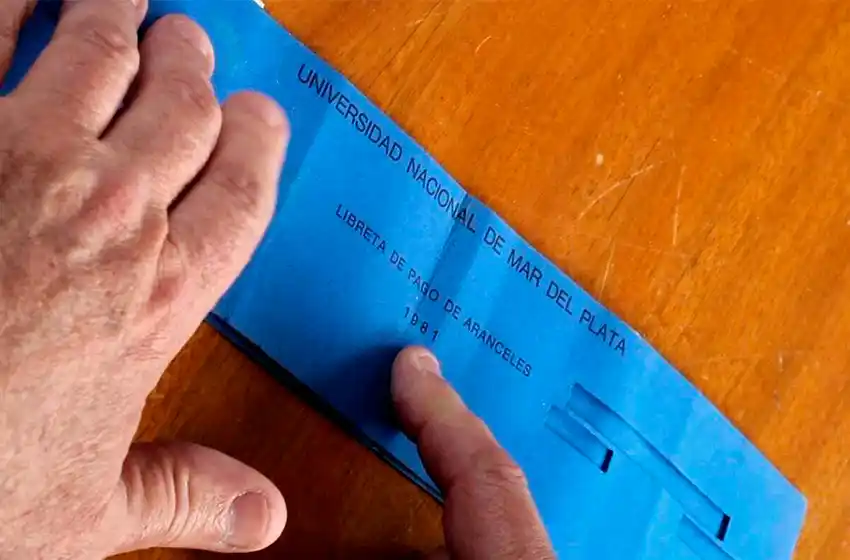 UNIVERSIDAD NACIONAL DE MAR DEL PLATA
LIBRETA DE PAGO DE ARANCELES
1981